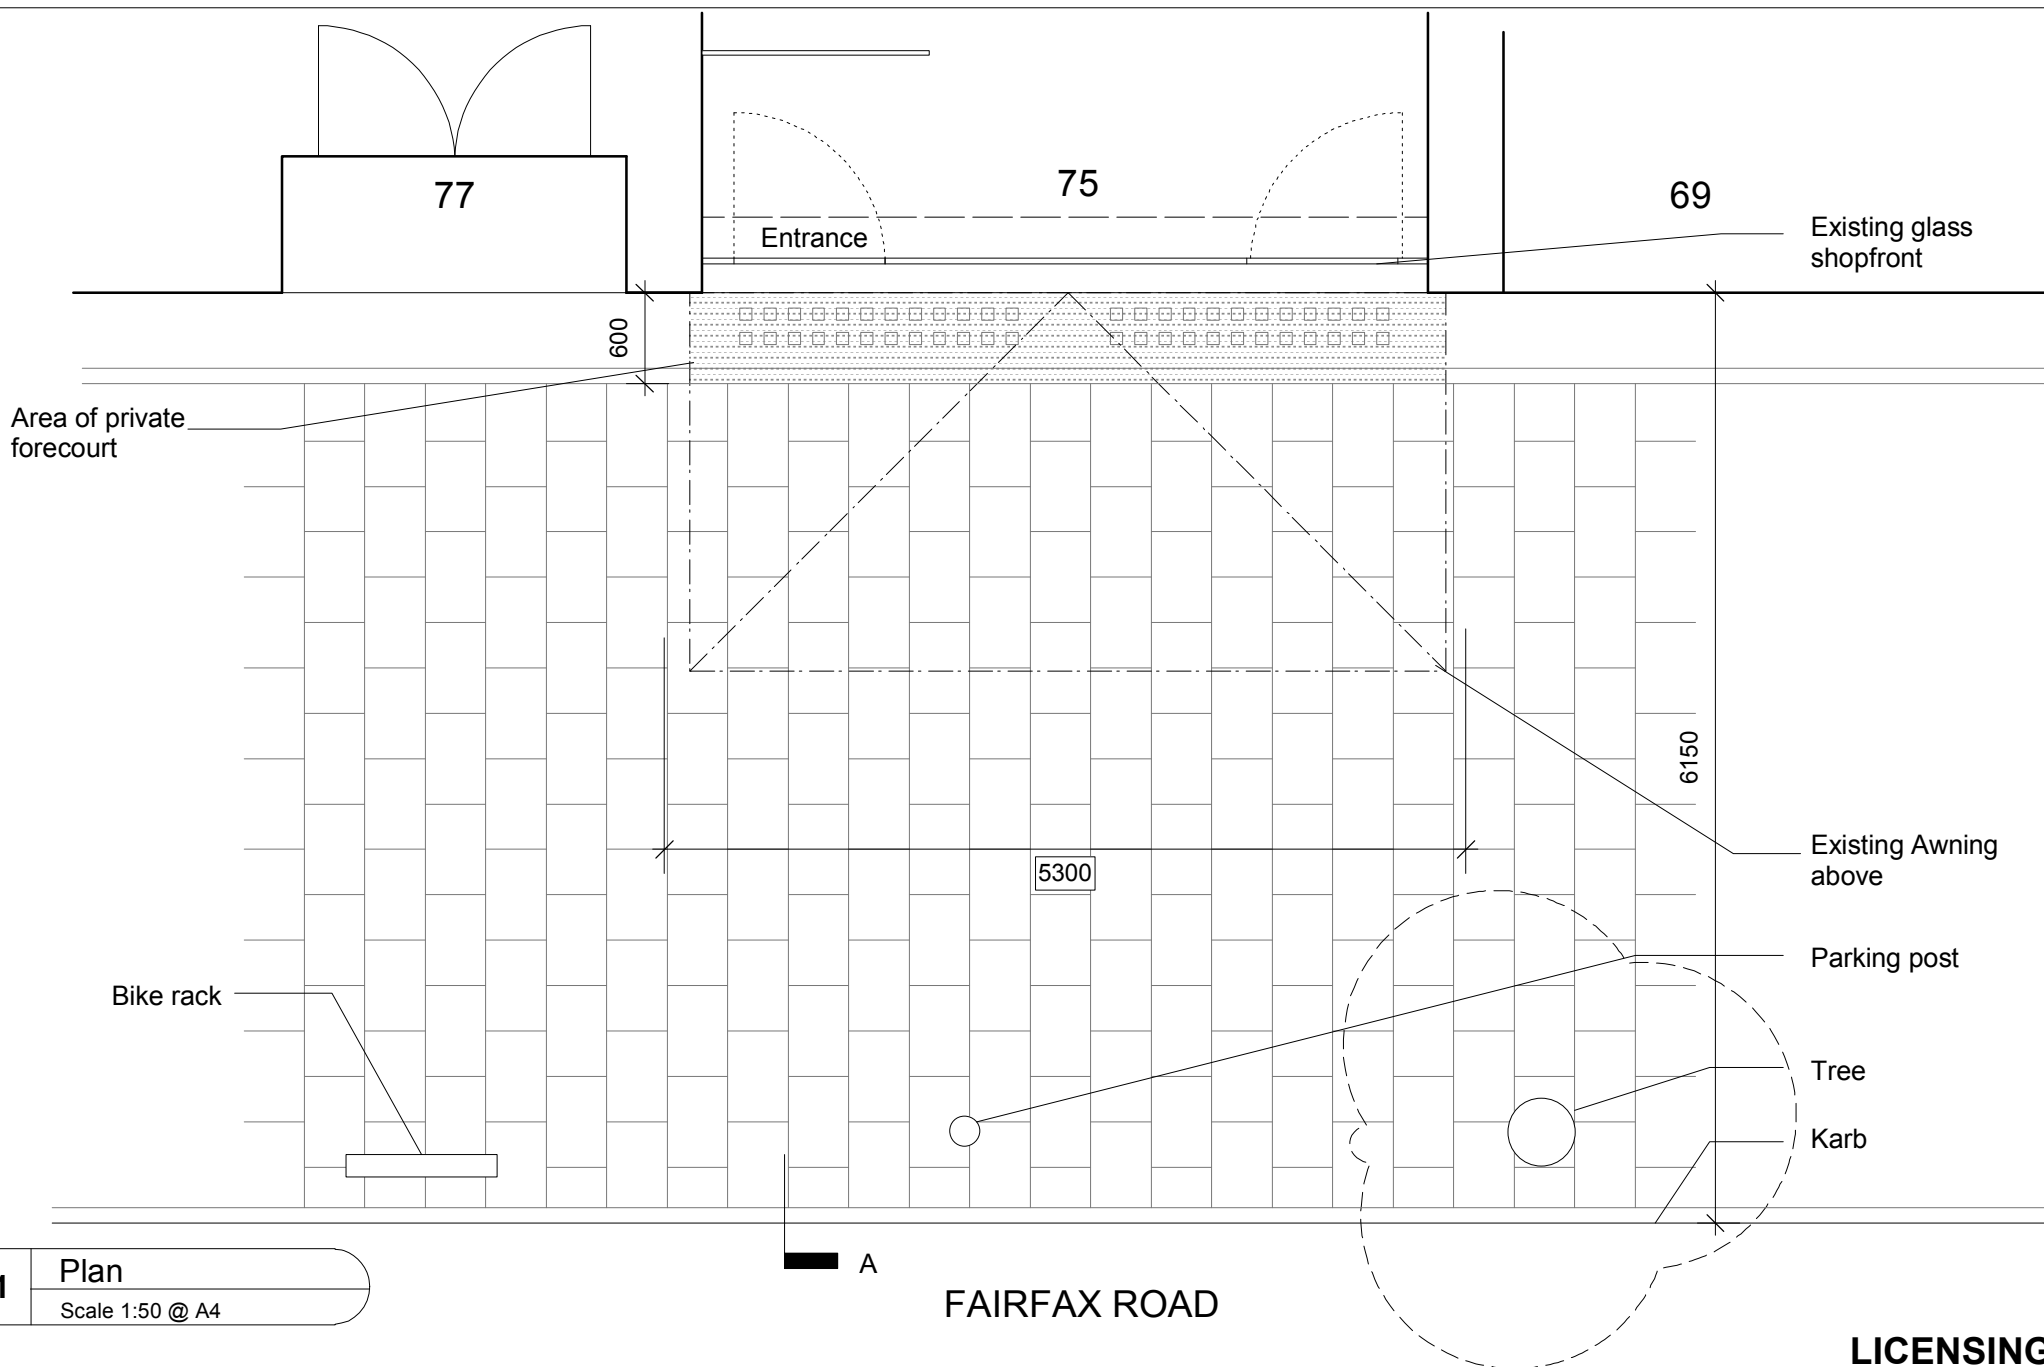 77
75
69
Entrance
Existing glass
shopfront
600
Area of private
forecourt
6150
5300
Existing Awning
above
Parking post
Bike rack
Tree
Karb
A
Plan
Scale 1:50 @ A4
FAIRFAX ROAD
LICENSING